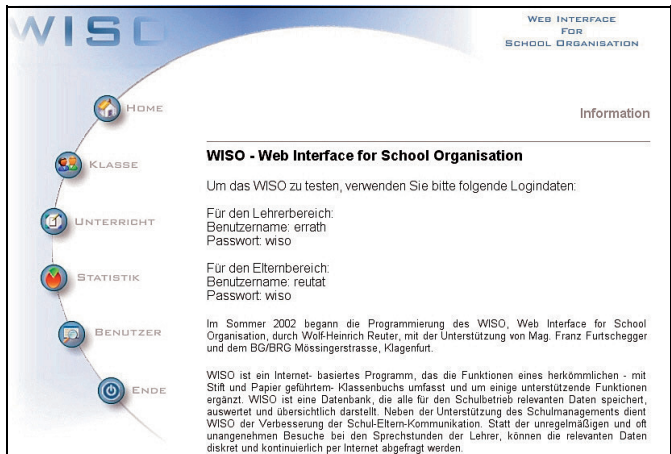 WISO
WEB INTERFACE
FOR
SCHOOL ORGANISATION
HOME
KLASSE
UNTERRICHT
STATISTIK
BENUTZER
ENDE
Information
WISO - Web Interface for School Organisation
Um das WISO zu testen, verwenden Sie bitte folgende Logindaten:
Für den Lehrerbereich:
Benutzername: errath
Passwort: wiso
Für den Elternbereich:
Benutzername: reutat
Passwort: wiso
Im Sommer 2002 begann die Programmierung des WISO, Web Interface for School
Organisation, durch Wolf-Heinrich Reuter, mit der Unterstützung von Mag. Franz Furtschegger
und dem BG/BRG Mössingerstrasse, Klagenfurt.
WISO ist ein Internet- basiertes Programm, das die Funktionen eines herkömmlichen - mit
Stift und Papier geführtem- Klassenbuchs umfasst und um einige unterstützende Funktionen
ergänzt. WISO ist eine Datenbank, die alle für den Schulbetrieb relevanten Daten speichert,
auswertet und übersichtlich darstellt. Neben der Unterstützung des Schulmanagements dient
WISO der Verbesserung der Schul-Eltern-Kommunikation. Statt der unregelmäßigen und oft
unangenehmen Besuche bei den Sprechstunden der Lehrer, können die relevanten Daten
diskret und kontinuierlich per Internet abgefragt werden.